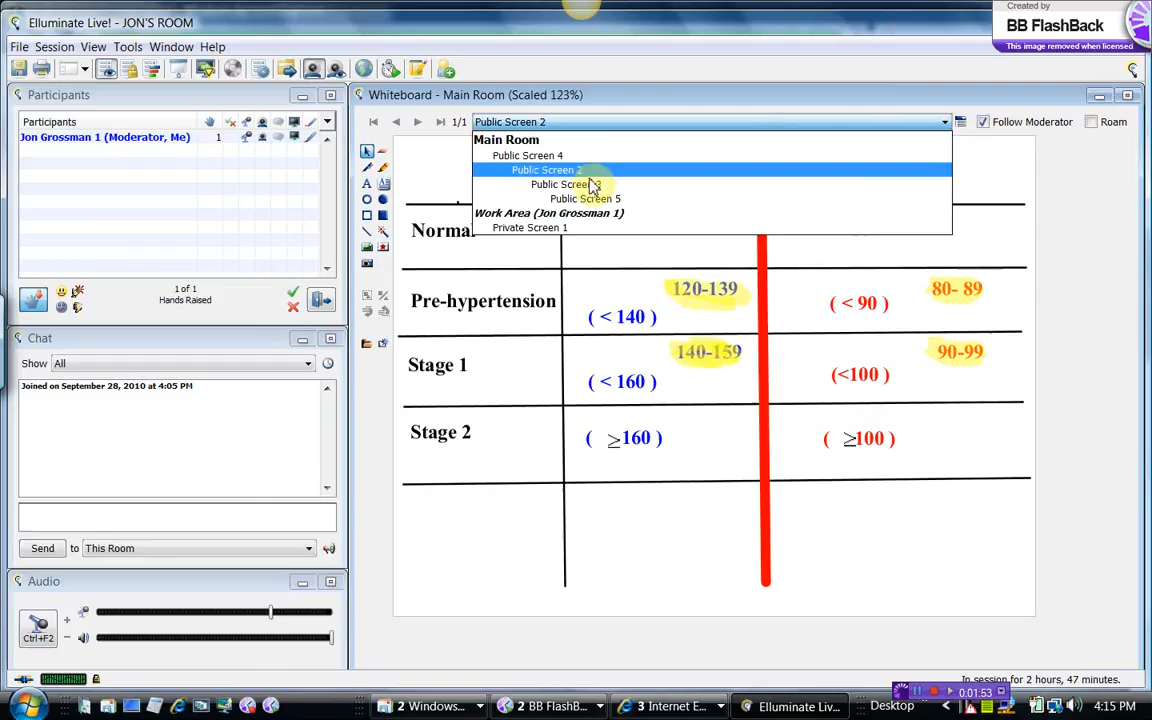 Created by
BB FlashBack
This image removed when licensed
Elluminate Live! - JON'S ROOM
File Session View Tools Window Help
Participants
Participants
Jon Grossman 1 (Moderator, Me) 1
1 of 1
Hands Raised
Chat
Show All
Joined on September 28, 2010 at 4:05 PM
Send to This Room
Audio
Ctrl+F2
Whiteboard - Main Room (Scaled 123%)
1/1 Public Screen 2 Follow Moderator Roam
Main Room
Public Screen 4
Public Screen 2
Public Screen 3
Public Screen 5
Work Area (Jon Grossman 1)
Private Screen 1
Normal
Pre-hypertension 120-139 80- 89
( < 140 ) ( < 90 )
Stage 1 140-159 90-99
( < 160 ) (<100 )
Stage 2 ( ≥160 ) ( ≥100 )
In session for 2 hours, 47 minutes.
2 Windows... 2 BB FlashB... 3 Internet E... Elluminate Liv... Desktop 00:01:53 4:15 PM